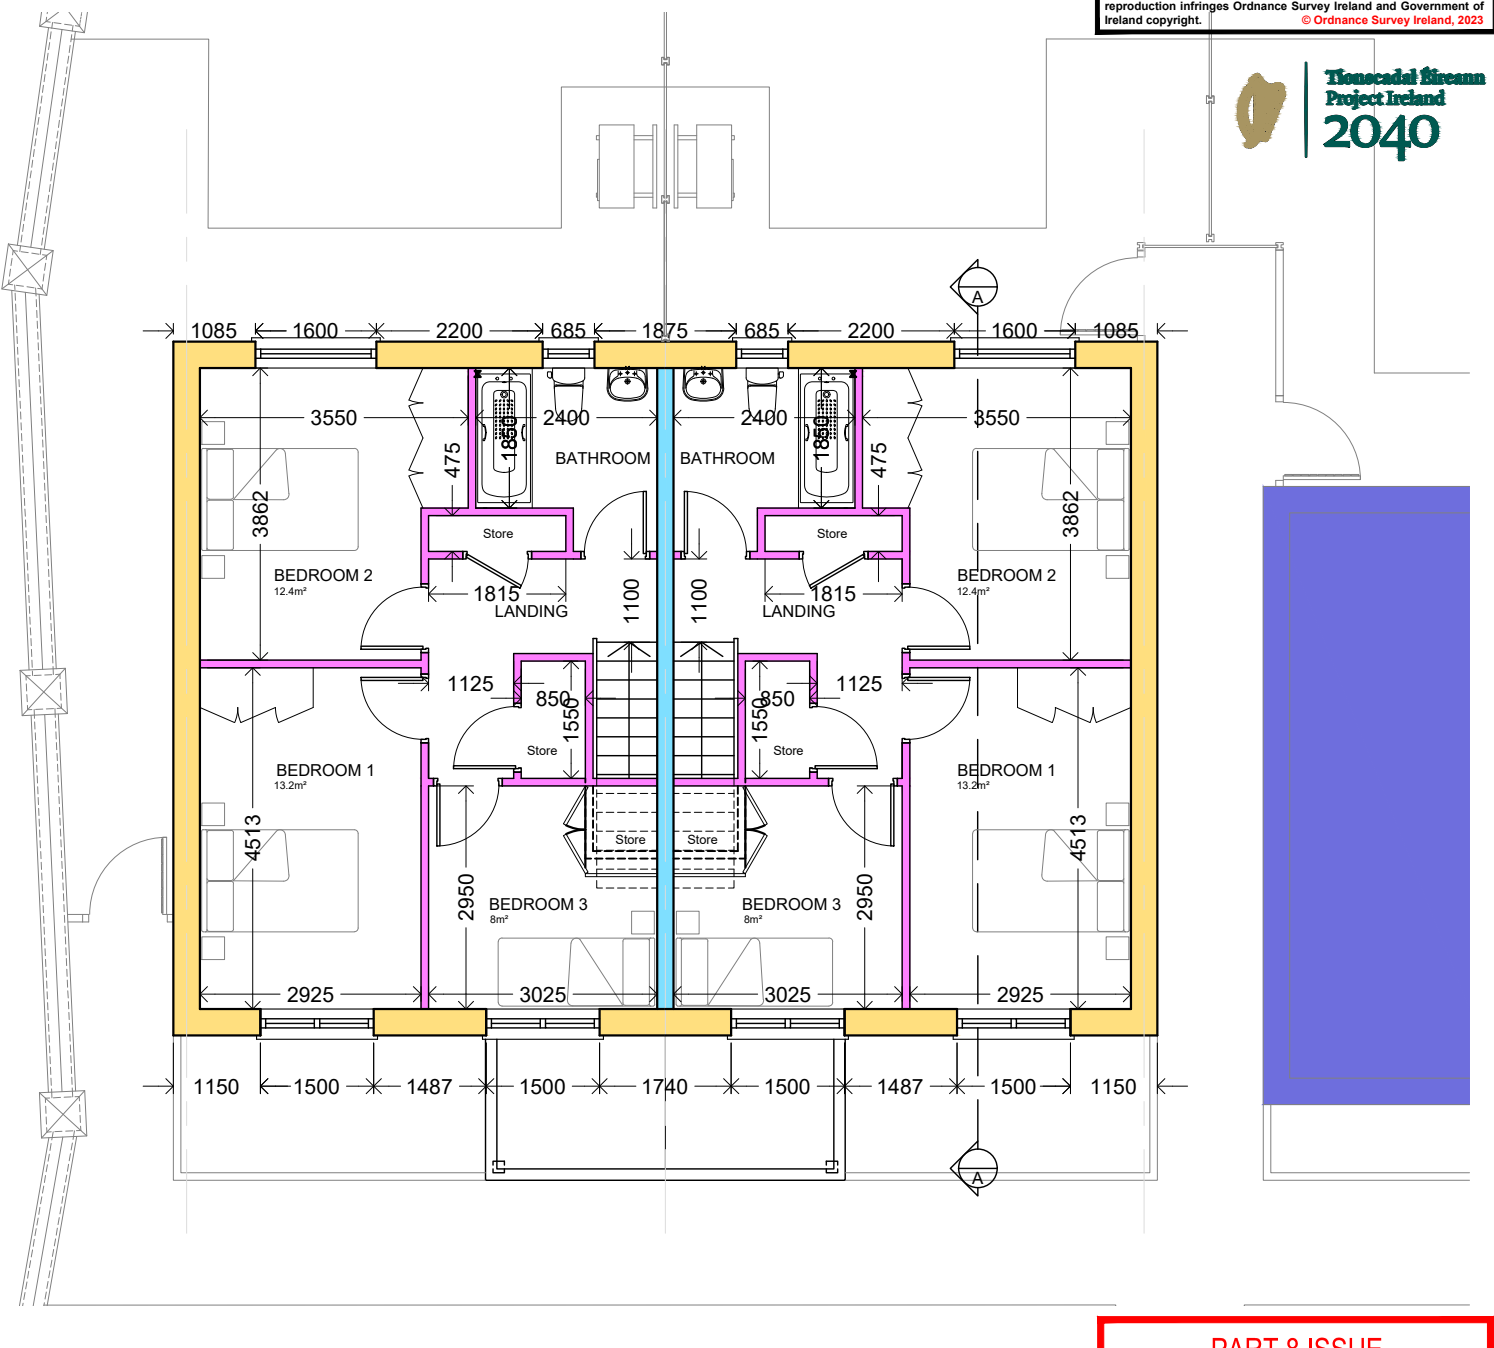 reproduction infringes Ordnance Survey Ireland and Government of
Ireland copyright. © Ordnance Survey Ireland, 2023
Tionscadal Éireann
Project Ireland
2040
A
1085 1600 2200 685 1875 685 2200 1600 1085
3550 2400 2400 3550
1850 1850
475 475
BATHROOM BATHROOM
3862 3862
Store Store
BEDROOM 2 BEDROOM 2
12.4m² 12.4m²
1815 1815
1100 1100
LANDING LANDING
1125 850 850 1125
1550 1550
Store Store
BEDROOM 1 BEDROOM 1
13.2m² 13.2m²
4513 4513
Store Store
2950 2950
BEDROOM 3 BEDROOM 3
8m² 8m²
2925 3025 3025 2925
1150 1500 1487 1500 1740 1500 1487 1500 1150
A
PART 8 ISSUE